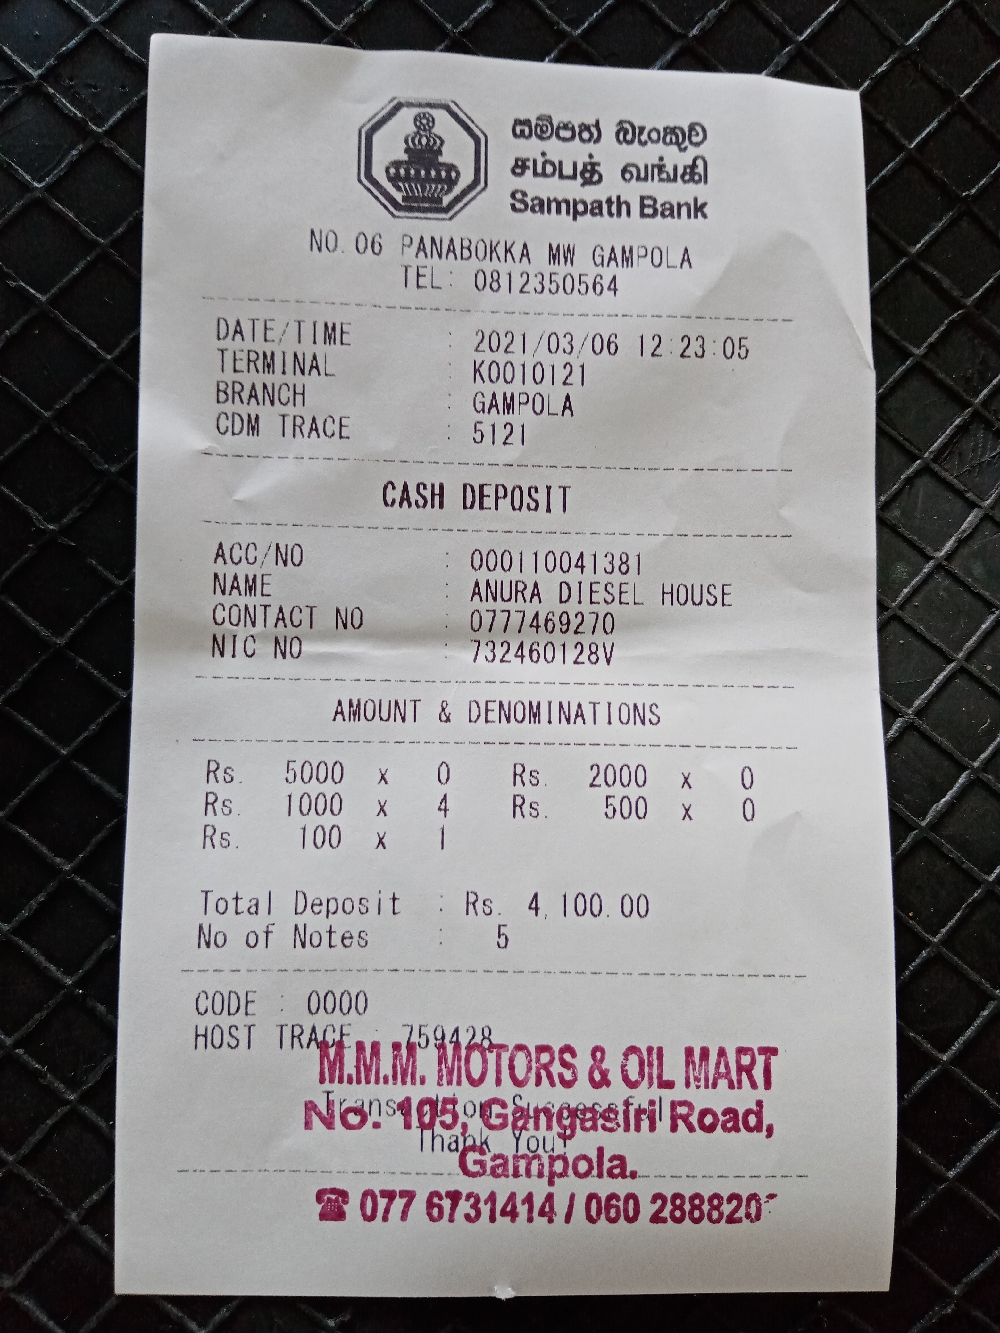 සම්පත් බැංකුව
சம்பத் வங்கி
Sampath Bank
NO. 06 PANABOKKA MW GAMPOLA
TEL: 0812350564
DATE/TIME : 2021/03/06 12:23:05
TERMINAL : K0010121
BRANCH : GAMPOLA
CDM TRACE : 5121
CASH DEPOSIT
ACC/NO : 000110041381
NAME : ANURA DIESEL HOUSE
CONTACT NO : 0777469270
NIC NO : 732460128V
AMOUNT & DENOMINATIONS
Rs. 5000 x 0 Rs. 2000 x 0
Rs. 1000 x 4 Rs. 500 x 0
Rs. 100 x 1
Total Deposit : Rs. 4,100.00
No of Notes : 5
CODE : 0000
HOST TRACE : 759428
M.M.M. MOTORS & OIL MART
Transaction Successful
No. 105, Gangasiri Road,
Thank You!
Gampola.
☎ 077 6731414 / 060 288820